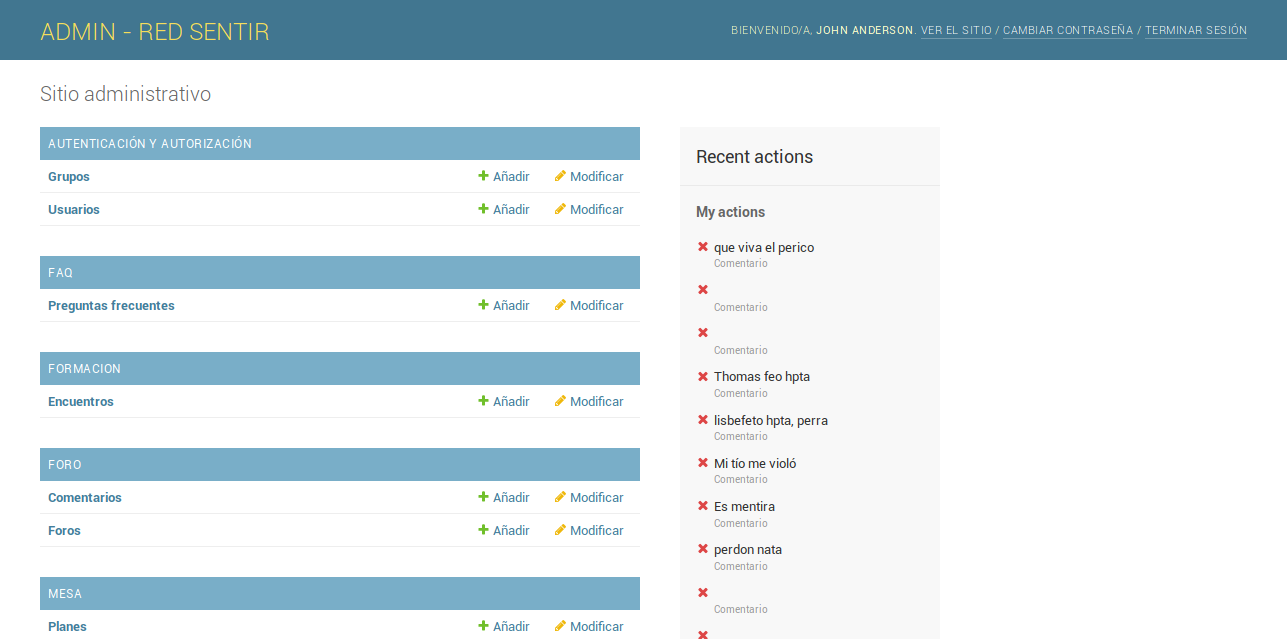 ADMIN - RED SENTIR
BIENVENIDO/A, JOHN ANDERSON. VER EL SITIO / CAMBIAR CONTRASEÑA / TERMINAR SESIÓN
Sitio administrativo
AUTENTICACIÓN Y AUTORIZACIÓN
Grupos Añadir Modificar
Usuarios Añadir Modificar
FAQ
Preguntas frecuentes Añadir Modificar
FORMACION
Encuentros Añadir Modificar
FORO
Comentarios Añadir Modificar
Foros Añadir Modificar
MESA
Planes Añadir Modificar
Recent actions
My actions
que viva el perico
Comentario
Comentario
Comentario
Thomas feo hpta
Comentario
lisbefeto hpta, perra
Comentario
Mi tío me violó
Comentario
Es mentira
Comentario
perdon nata
Comentario
Comentario